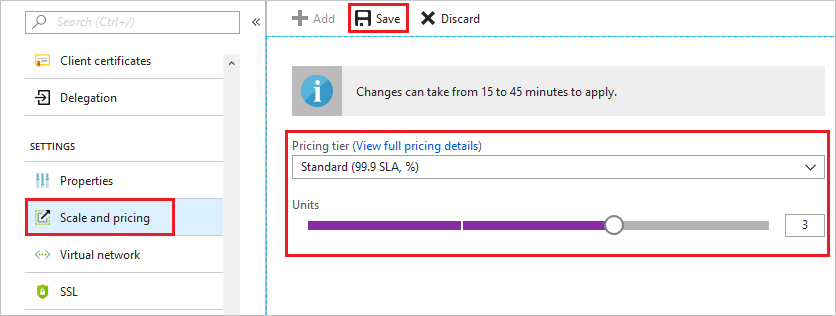 Search (Ctrl+/)
Client certificates
Delegation
SETTINGS
Properties
Scale and pricing
Virtual network
SSL
Add Save Discard
Changes can take from 15 to 45 minutes to apply.
Pricing tier (View full pricing details)
Standard (99.9 SLA, %)
Units
3